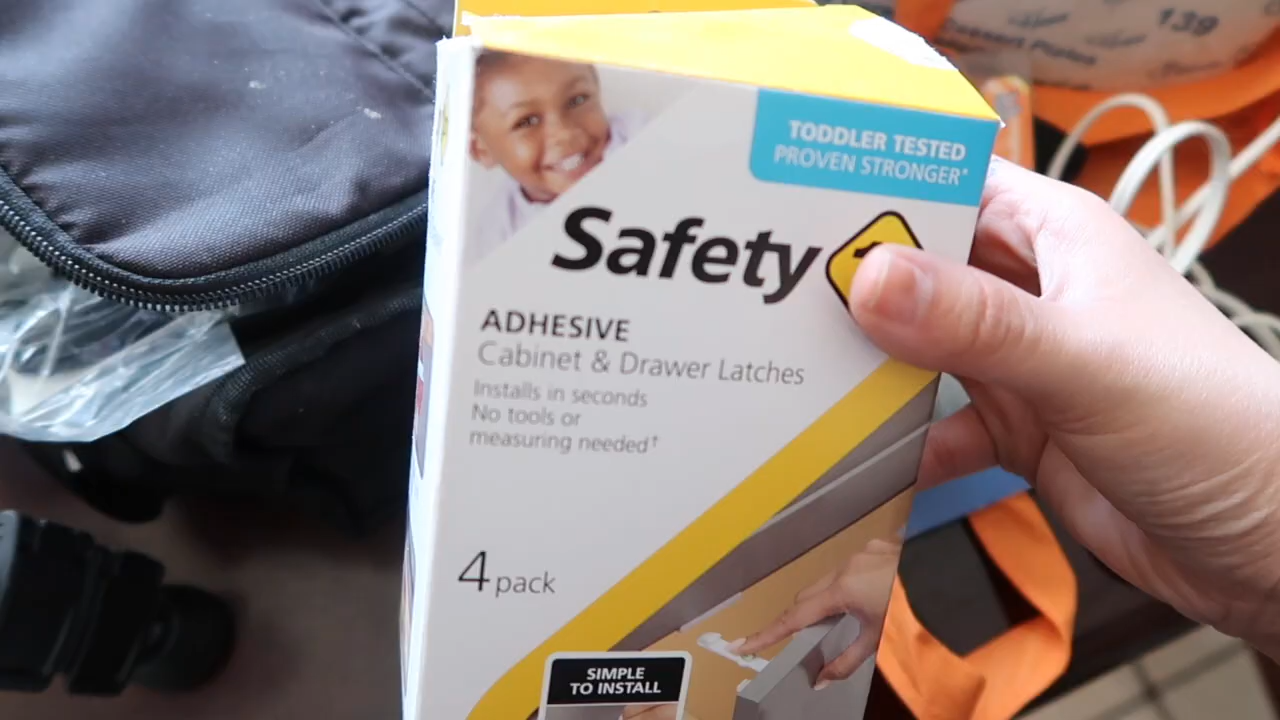 139
TODDLER TESTED
PROVEN STRONGER*
Safety
ADHESIVE
Cabinet & Drawer Latches
Installs in seconds
No tools or
measuring needed†
4 pack
SIMPLE
TO INSTALL